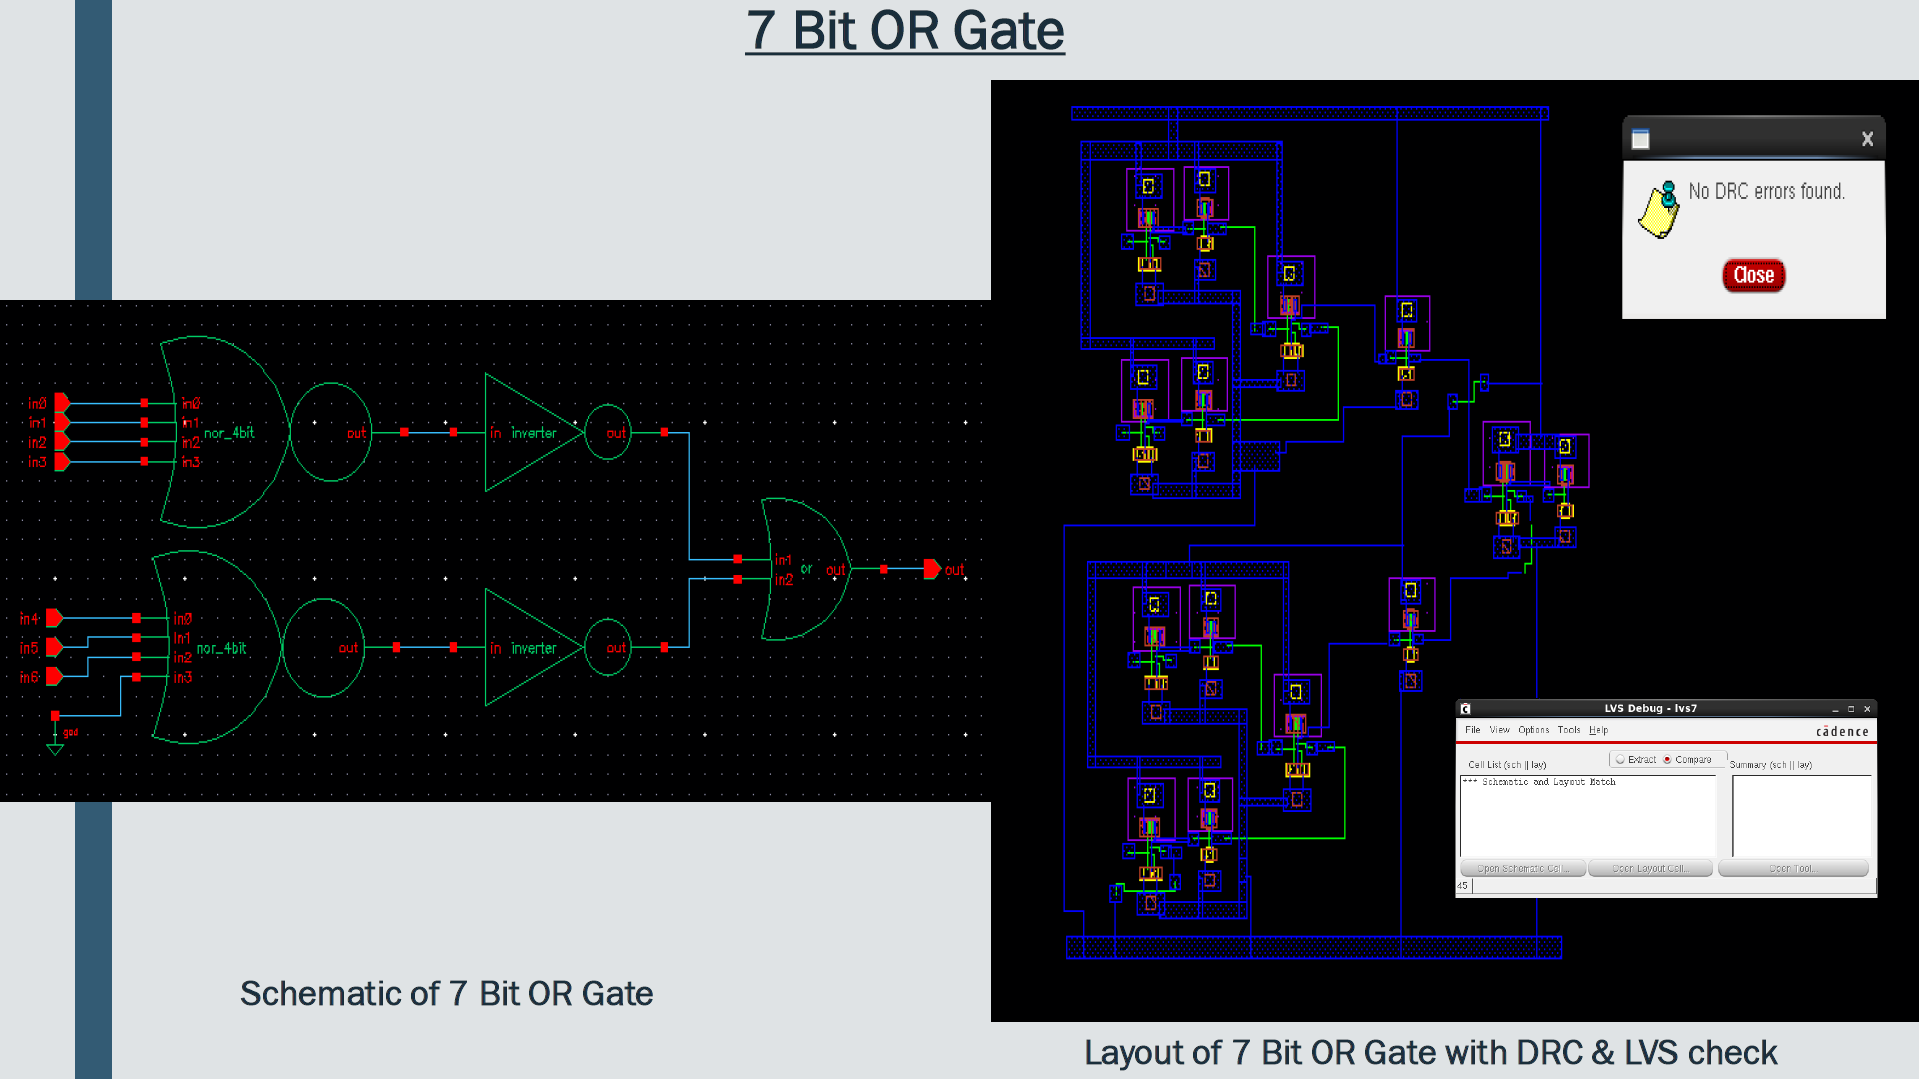 7 Bit OR Gate
in0
in1
in2
in3
in0
in1
in2
in3
nor_4bit
out
in inverter out
in4
in5
in6
gnd
in0
in1
in2
in3
nor_4bit
out
in inverter out
in1
in2
or
out
out
Schematic of 7 Bit OR Gate
No DRC errors found.
Close
LVS Debug - lvs7
File View Options Tools Help
cādence
Cell List (sch || lay)
Extract Compare
Summary (sch || lay)
*** Schematic and Layout Match
Open Schematic Cell...
Open Layout Cell...
Open Tool...
45
Layout of 7 Bit OR Gate with DRC & LVS check